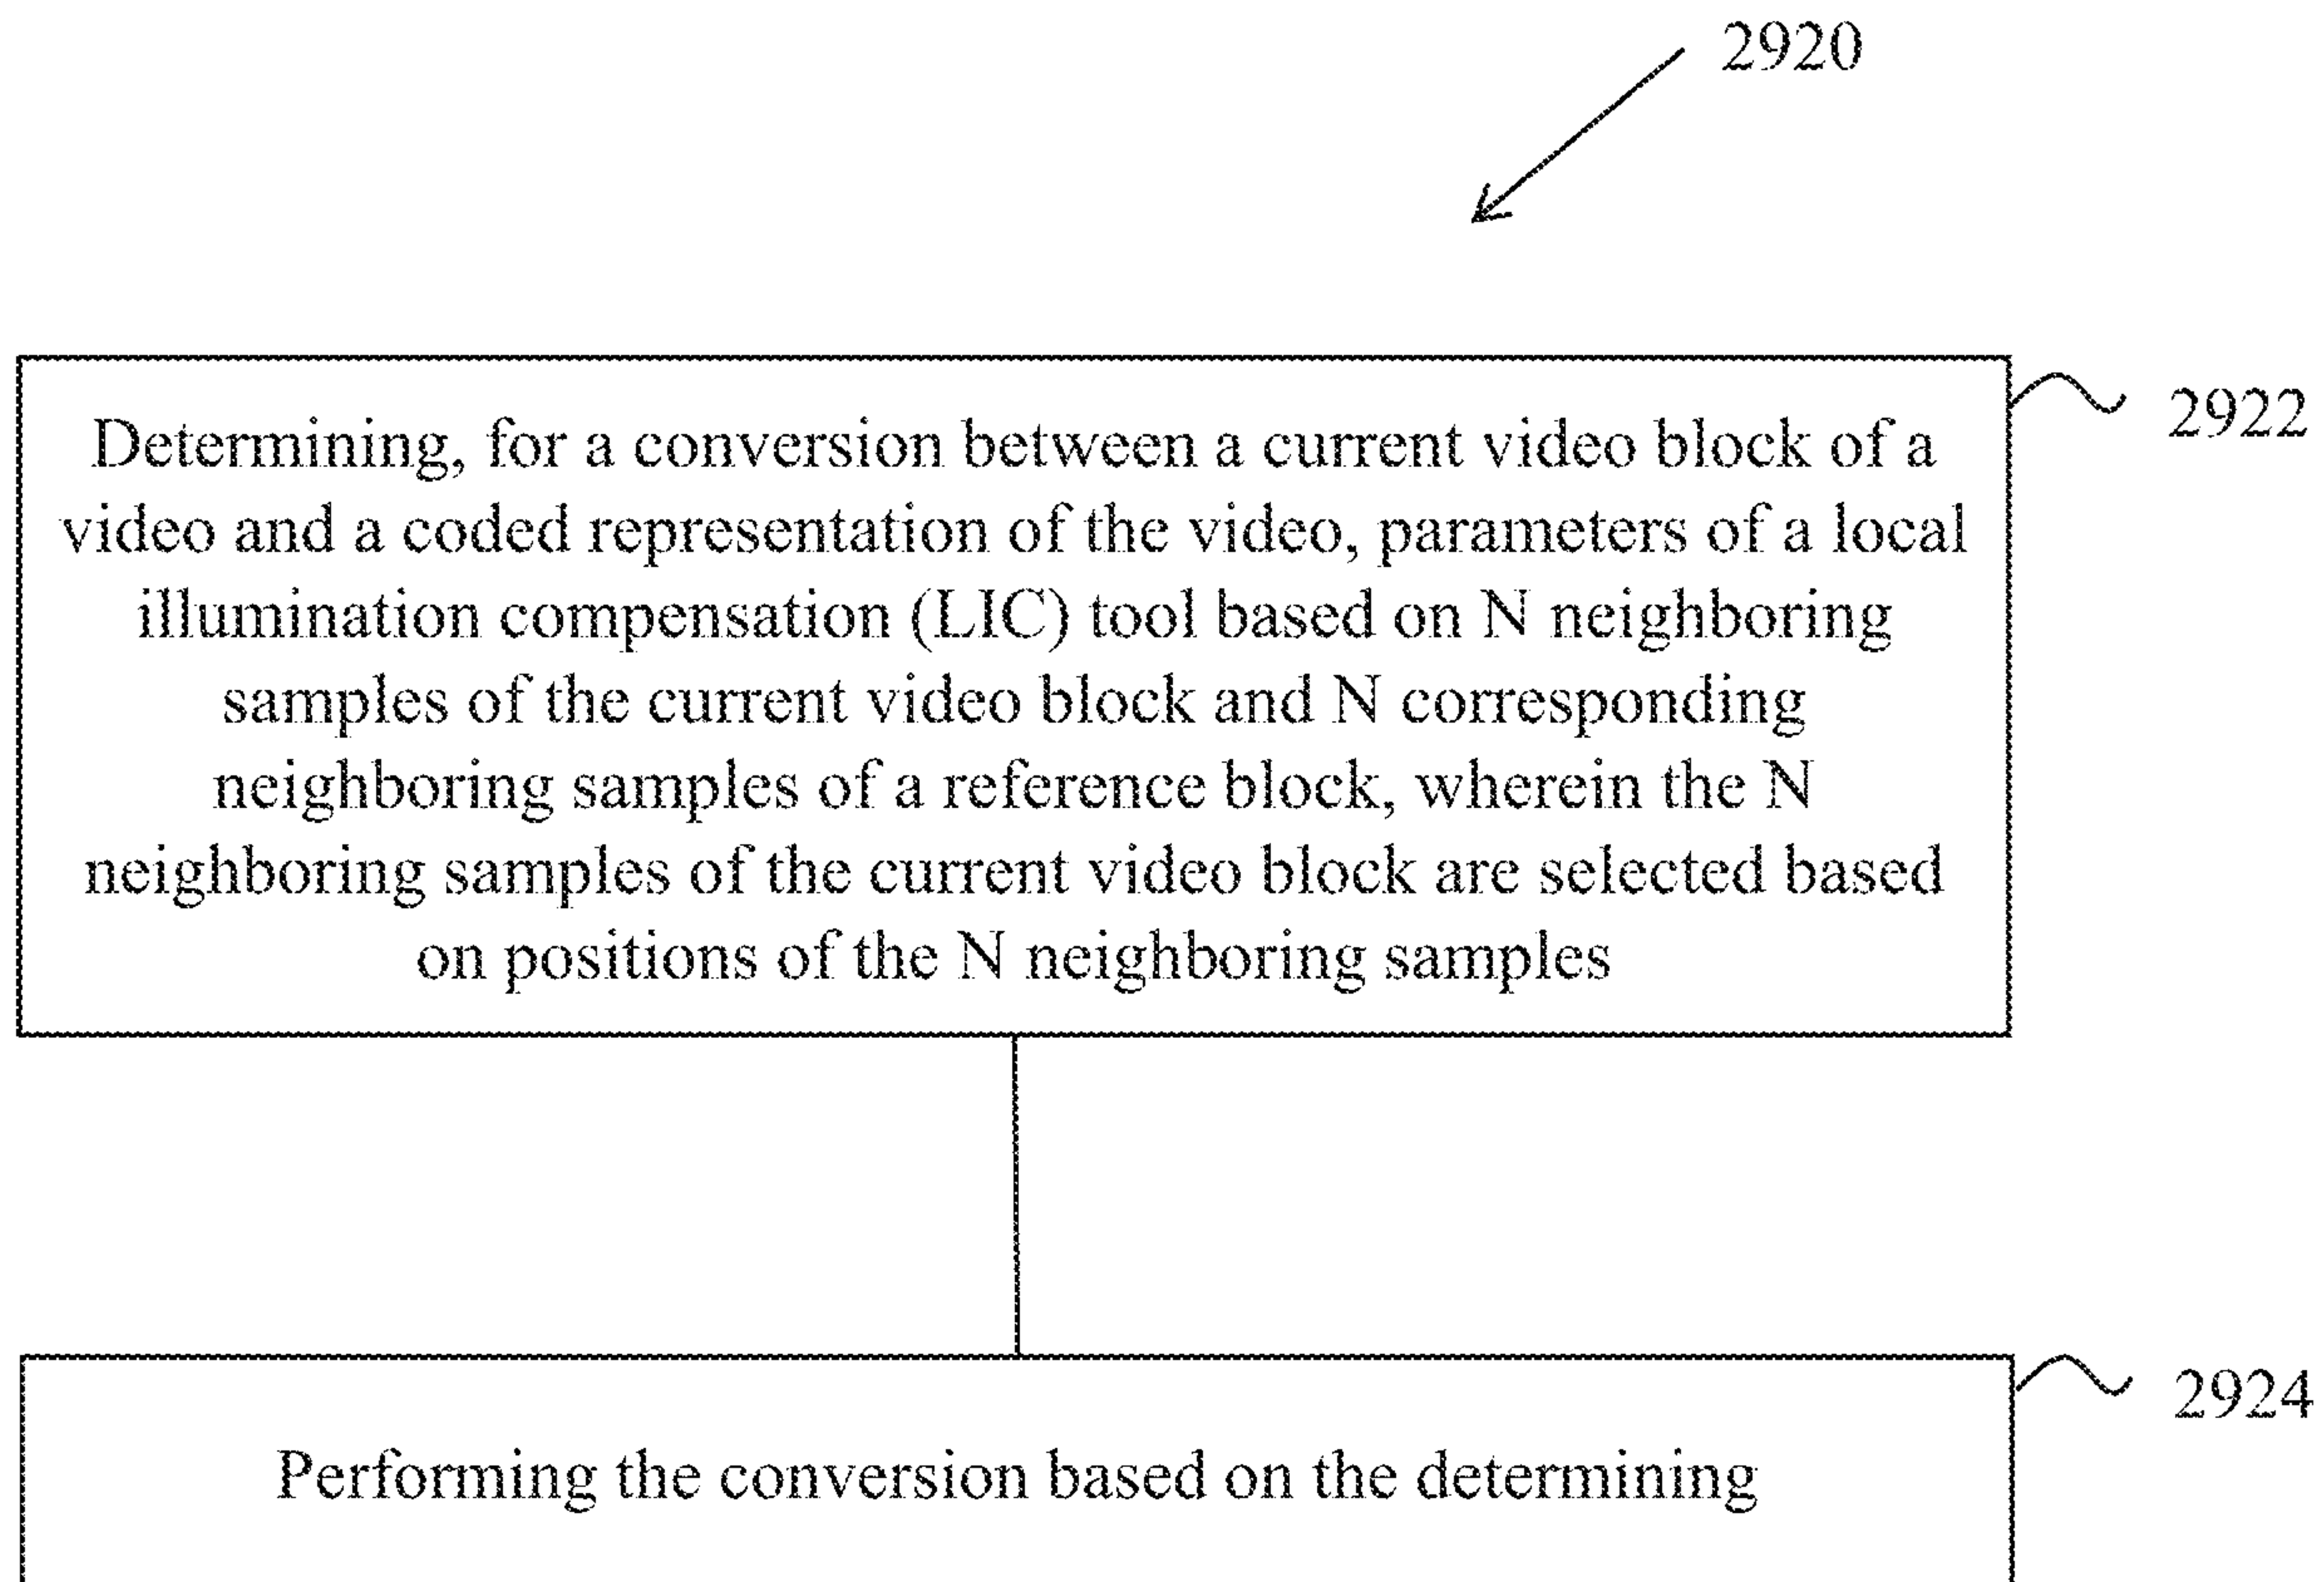 2920
2922
Determining, for a conversion between a current video block of a
video and a coded representation of the video, parameters of a local
illumination compensation (LIC) tool based on N neighboring
samples of the current video block and N corresponding
neighboring samples of a reference block, wherein the N
neighboring samples of the current video block are selected based
on positions of the N neighboring samples
2924
Performing the conversion based on the determining